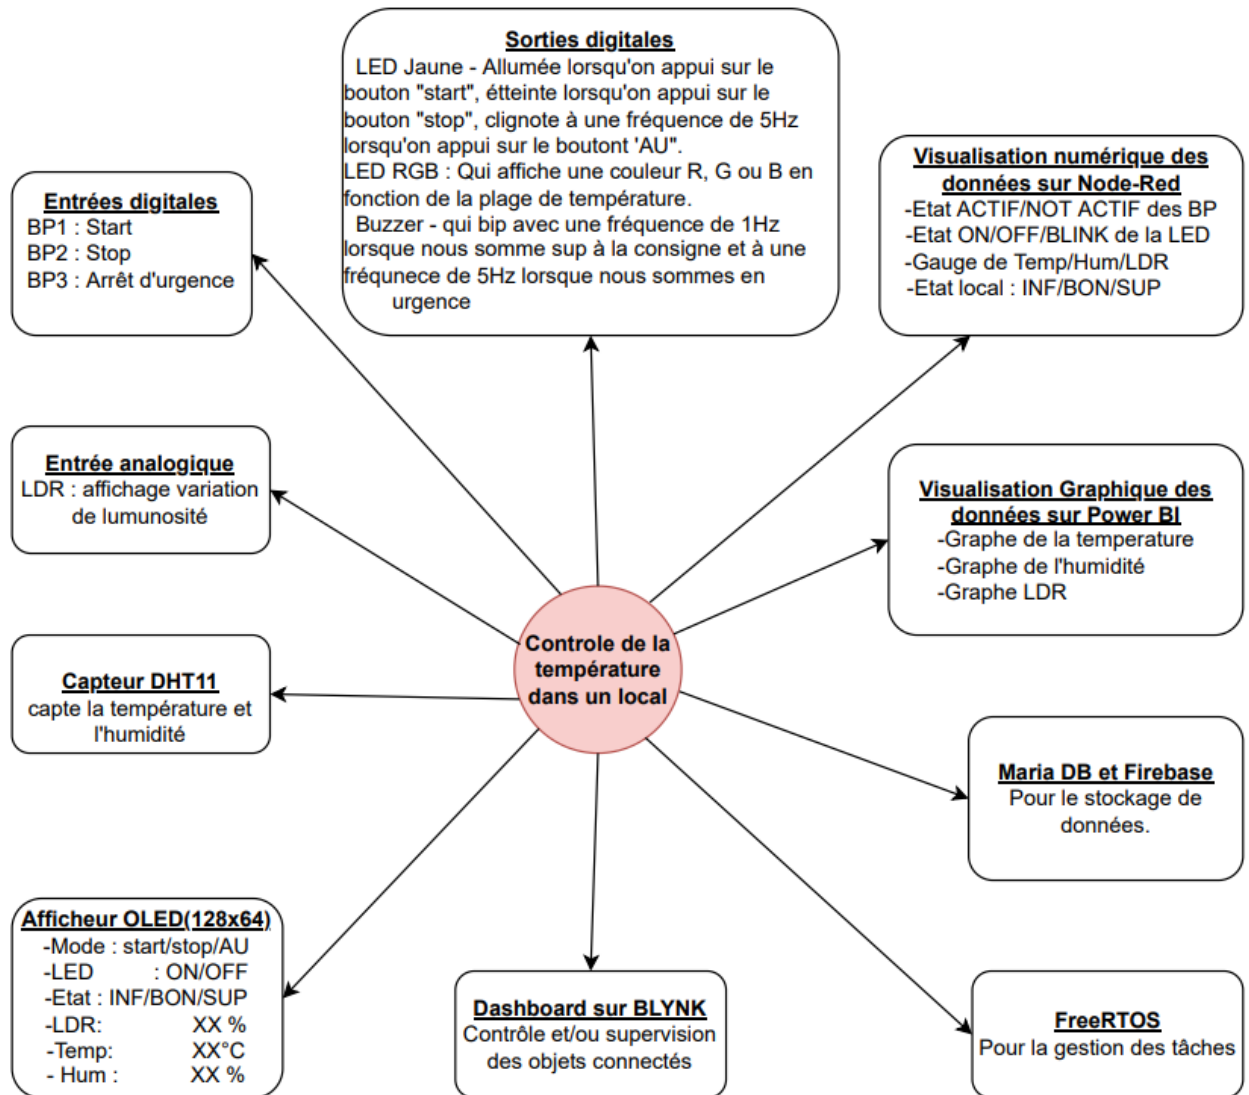 Sorties digitales
LED Jaune - Allumée lorsqu'on appui sur le
bouton "start", étteinte lorsqu'on appui sur le
bouton "stop", clignote à une fréquence de 5Hz
lorsqu'on appui sur le boutont 'AU".
LED RGB : Qui affiche une couleur R, G ou B en
fonction de la plage de température.
Buzzer - qui bip avec une fréquence de 1Hz
lorsque nous somme sup à la consigne et à une
fréqunece de 5Hz lorsque nous sommes en
urgence
Visualisation numérique des
données sur Node-Red
-Etat ACTIF/NOT ACTIF des BP
-Etat ON/OFF/BLINK de la LED
-Gauge de Temp/Hum/LDR
-Etat local : INF/BON/SUP
Entrées digitales
BP1 : Start
BP2 : Stop
BP3 : Arrêt d'urgence
Entrée analogique
LDR : affichage variation
de lumunosité
Visualisation Graphique des
données sur Power BI
-Graphe de la temperature
-Graphe de l'humidité
-Graphe LDR
Controle de la
température
dans un local
Capteur DHT11
capte la température et
l'humidité
Maria DB et Firebase
Pour le stockage de
données.
Afficheur OLED(128x64)
-Mode : start/stop/AU
-LED : ON/OFF
-Etat : INF/BON/SUP
-LDR: XX %
-Temp: XX°C
- Hum : XX %
Dashboard sur BLYNK
Contrôle et/ou supervision
des objets connectés
FreeRTOS
Pour la gestion des tâches